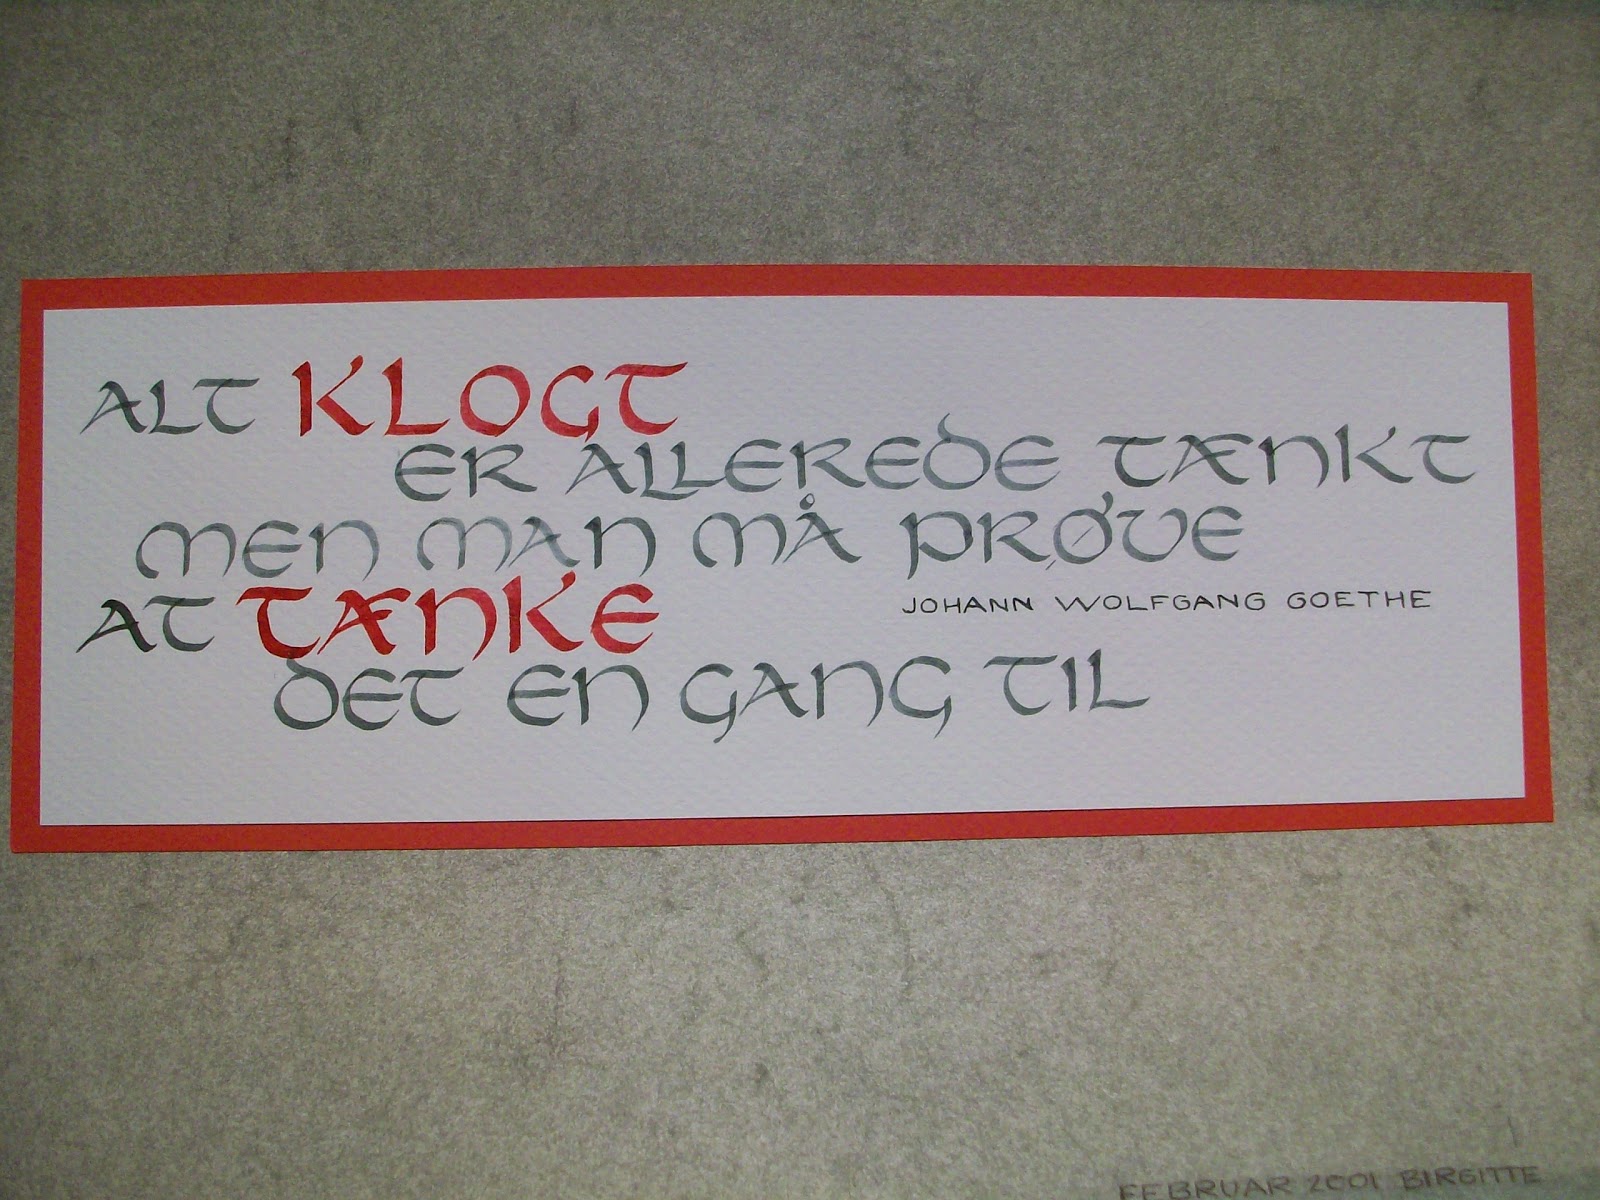 ALT KLOGT
ER ALLEREDE TÆNKT
MEN MAN MÅ PRØVE
AT TÆNKE
JOHANN WOLFGANG GOETHE
DET EN GANG TIL
FEBRUAR 2001 BIRGITTE